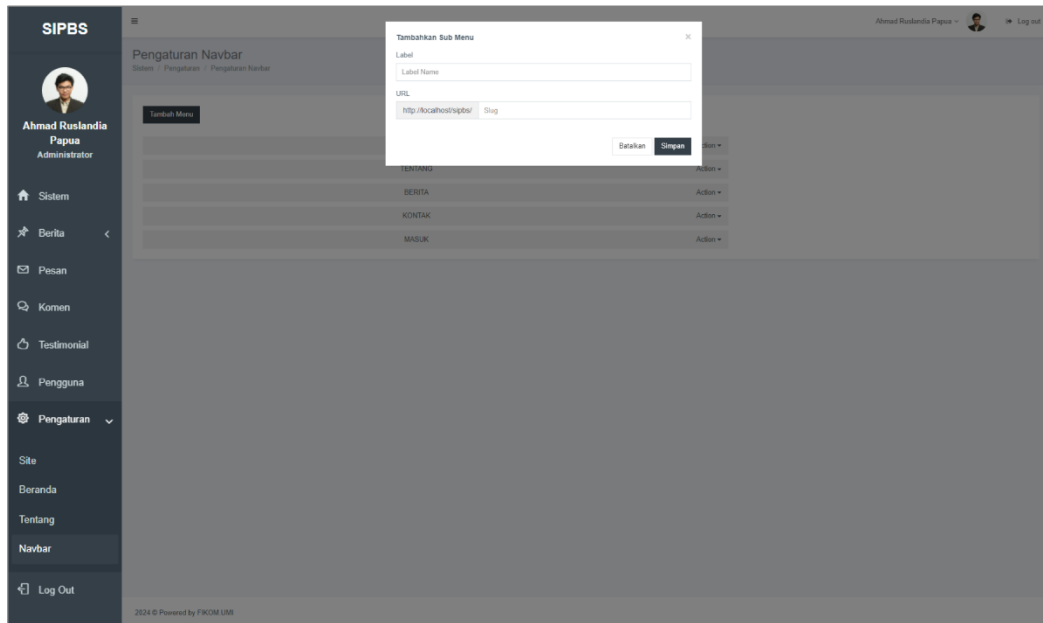 SIPBS
Ahmad Ruslandia
Papua
Administrator
Sistem
Berita
Pesan
Komen
Testimonial
Pengguna
Pengaturan
Site
Beranda
Tentang
Navbar
Log Out
Ahmad Ruslandia Papua
Log out
Pengaturan Navbar
Sistem / Pengaturan / Pengaturan Navbar
Tambah Menu
Tambahkan Sub Menu
Label
Label Name
URL
http://localhost/sipbs/ Slug
Batalkan Simpan
TENTANG Action
BERITA Action
KONTAK Action
MASUK Action
2024 © Powered by FIKOM UMI